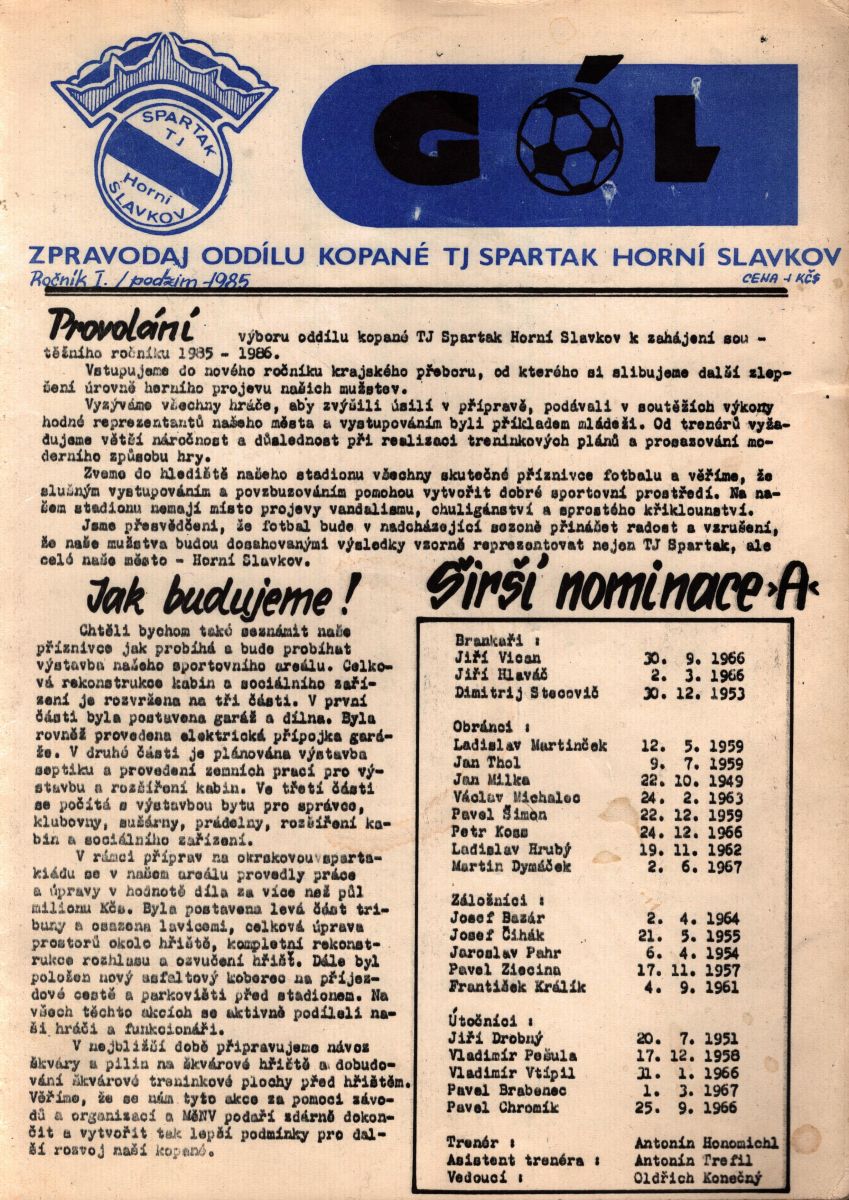 SPARTAK
TJ
Horní
SLAVKOV
GÓL
ZPRAVODAJ ODDÍLU KOPANÉ TJ SPARTAK HORNÍ SLAVKOV
Ročník I. / podzim -1985
CENA 1 KČS
Provolání výboru oddílu kopané TJ Spartak Horní Slavkov k zahájení sou -
těžního ročníku 1985 - 1986.
Vstupujeme do nového ročníku krajského přeboru, od kterého si slibujeme další zlep-
šení úrovně herního projevu našich mužstev.
Vyzýváme všechny hráče, aby zvýšili úsilí v přípravě, podávali v soutěžích výkony
hodné reprezentantů našeho města a vystupováním byli příkladem mládeži. Od trenérů vyža-
dujeme větší náročnost a důslednost při realizaci treninkových plánů a prosazování mo-
derního způsobu hry.
Zveme do hlediště našeho stadionu všechny skutečné příznivce fotbalu a věříme, že
slušným vystupováním a povzbuzováním pomohou vytvořit dobré sportovní prostředí. Na na-
šem stadionu nemají místo projevy vandalismu, chuligánství a sprostého křiklounství.
Jsme přesvědčeni, že fotbal bude v nadcházející sezoně přinášet radost a vzrušení,
že naše mužstva budou dosahovanými výsledky vzorně reprezentovat nejen TJ Spartak, ale
celé naše město - Horní Slavkov.
Jak budujeme!
Chtěli bychom také seznámit naše
příznivce jak probíhá a bude probíhat
výstavba našeho sportovního areálu. Celko-
vá rekonstrukce kabin a sociálního zaří-
zení je rozvržena na tři části. V první
části byla postavena garáž a dílna. Byla
rovněž provedena elektrická přípojka gará-
že. V druhé části je plánována výstavba
septiku a provedení zemních prací pro vý-
stavbu a rozšíření kabin. Ve třetí části
se počítá s výstavbou bytu pro správce,
klubovny, sušárny, prádelny, rozšíření ka-
bin a sociálního zařízení.
V rámci příprav na okrskovou sparta-
kiádu se v našem areálu provedly práce
a úpravy v hodnotě díla za více než půl
milionu Kčs. Byla postavena levá část tri-
buny a osazena lavicemi, celková úprava
prostorů okolo hřiště, kompletní rekonst-
rukce rozhlasu a ozvučení hřišť. Dále byl
položen nový asfaltový koberec na příjez-
dové cestě a parkovišti před stadionem. Na
všech těchto akcích se aktivně podíleli na-
ši hráči a funkcionáři.
V nejbližší době připravujeme návoz
škváry a pilin na škvárové hřiště a dobudo-
vání škvárové treninkové plochy před hřištěm.
Věříme, že se nám tyto akce za pomoci závo-
dů a organizací a MěNV podaří zdárně dokon-
čit a vytvořit tak lepší podmínky pro dal-
ší rozvoj naší kopané.
Širší nominace "A"
Brankaři :
Jiří Vican 30. 9. 1966
Jiří Hlaváč 2. 3. 1966
Dimitrij Stecovič 30. 12. 1953
Obránci :
Ladislav Martinček 12. 5. 1959
Jan Thol 9. 7. 1959
Jan Milka 22. 10. 1949
Václav Michalec 24. 2. 1963
Pavel Šimon 22. 12. 1959
Petr Koss 24. 12. 1966
Ladislav Hrubý 19. 11. 1962
Martin Dymáček 2. 6. 1967
Záložníci :
Josef Bazár 2. 4. 1964
Josef Čihák 21. 5. 1955
Jaroslav Pahr 6. 4. 1954
Pavel Ziecina 17. 11. 1957
František Králík 4. 9. 1961
Útočníci :
Jiří Drobný 20. 7. 1951
Vladimír Pešula 17. 12. 1958
Vladimír Vtípil 31. 1. 1966
Pavel Brabenec 1. 3. 1967
Pavel Chromík 25. 9. 1966
Trenér : Antonín Honomichl
Asistent trenéra : Antonín Trefil
Vedoucí : Oldřich Konečný